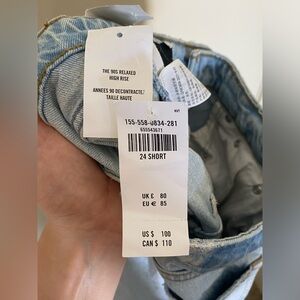 THE 90S RELAXED
HIGH RISE
ANNEES 90 DECONTRACTE/
TAILLE HAUTE
155-558-0834-281
655543671
24 SHORT
UK £ 80
EU € 85
US $ 100
CAN $ 110